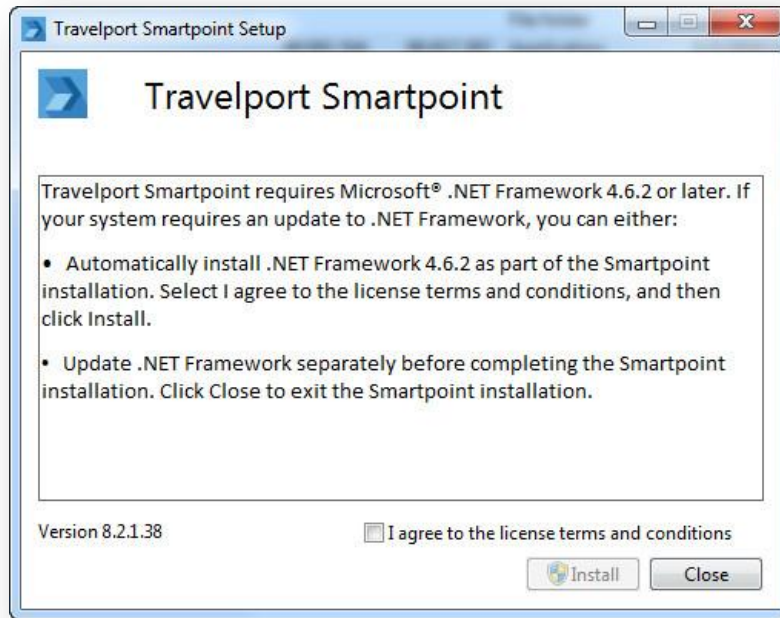 Travelport Smartpoint Setup
Travelport Smartpoint
Travelport Smartpoint requires Microsoft® .NET Framework 4.6.2 or later. If
your system requires an update to .NET Framework, you can either:
• Automatically install .NET Framework 4.6.2 as part of the Smartpoint
installation. Select I agree to the license terms and conditions, and then
click Install.
• Update .NET Framework separately before completing the Smartpoint
installation. Click Close to exit the Smartpoint installation.
Version 8.2.1.38
I agree to the license terms and conditions
Install
Close